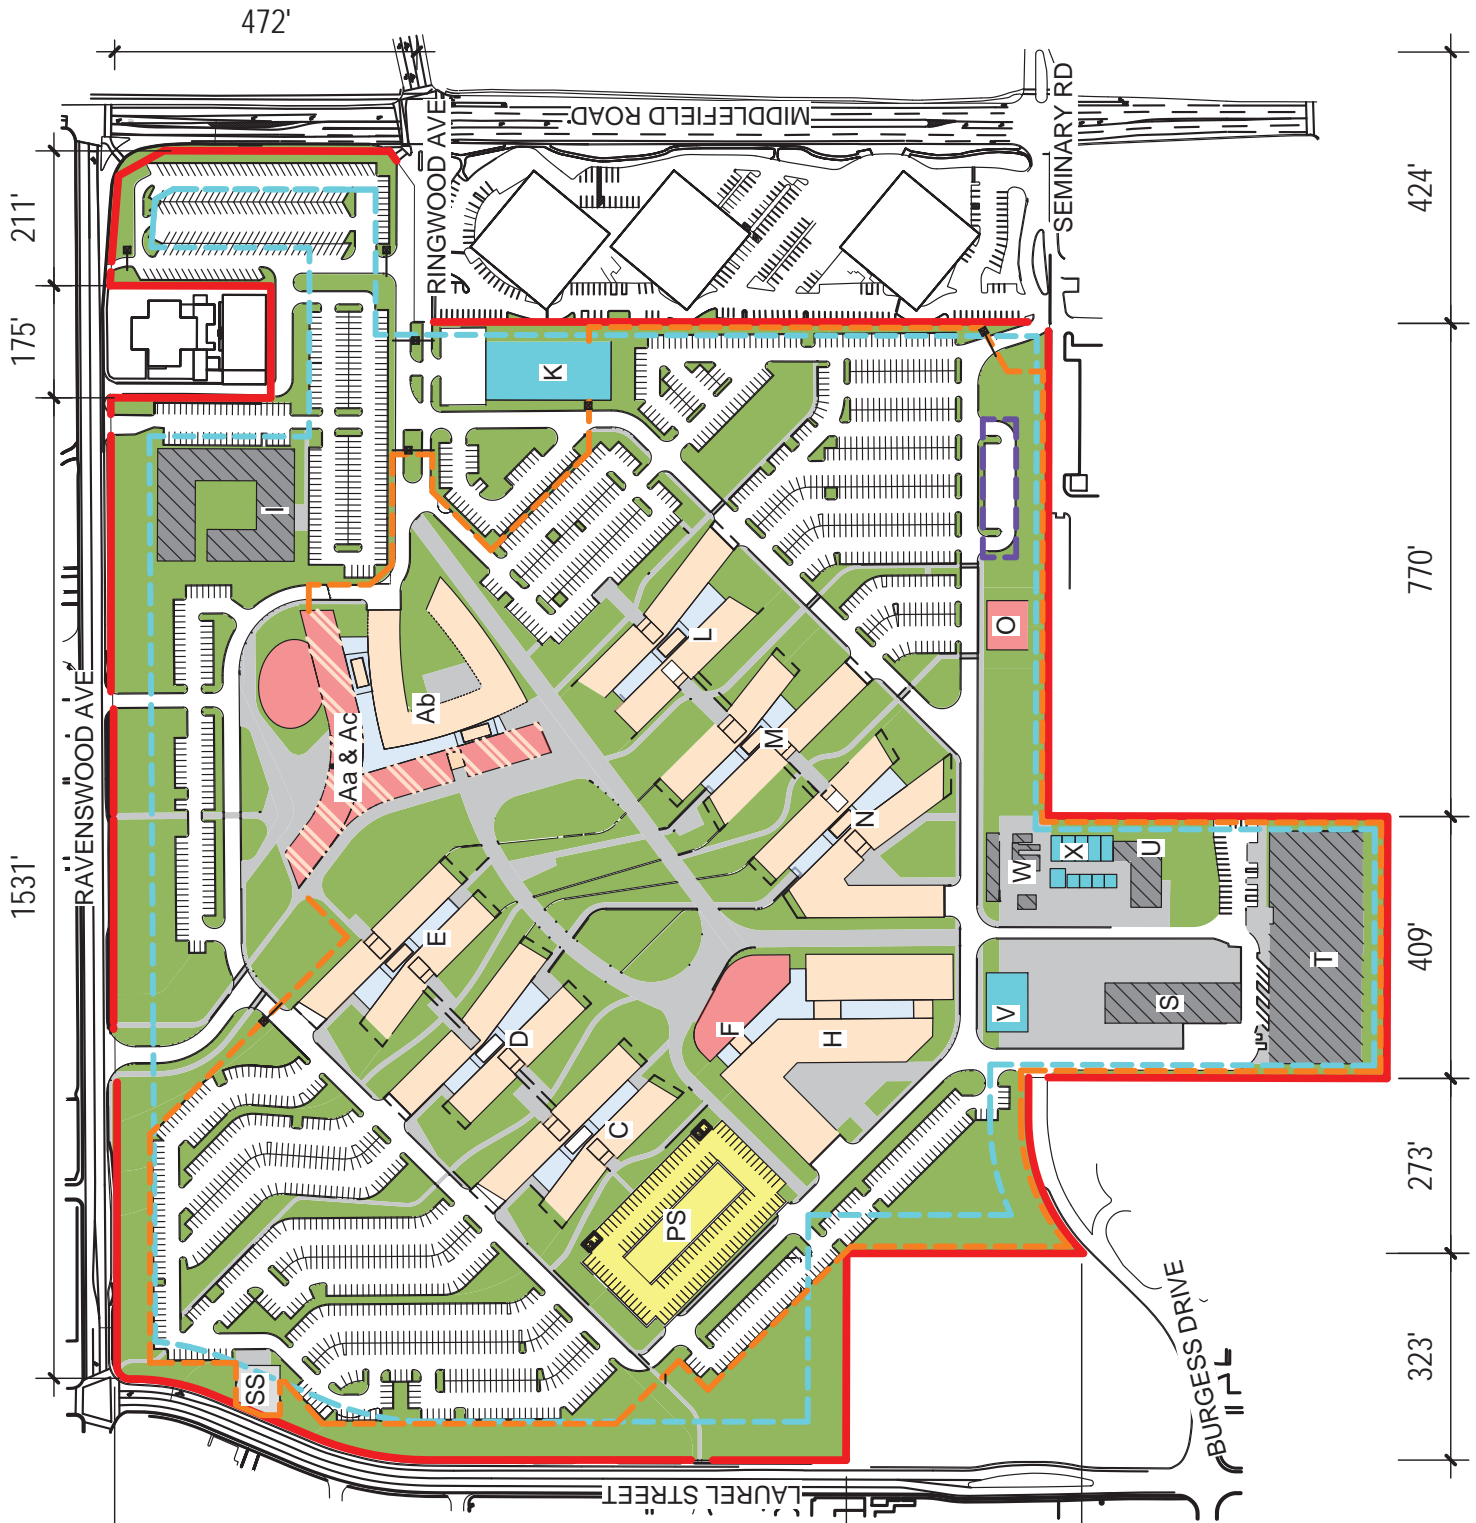 472'
MIDDLEFIELD ROAD
RINGWOOD AVE
SEMINARY RD
211'
424'
175'
K
I
770'
O
L
RAVENSWOOD AVE
Ab
Aa & Ac
M
N
1531'
W
X
U
E
409'
T
D
F
H
V
S
C
273'
PS
SS
323'
BURGESS DRIVE
LAUREL STREET